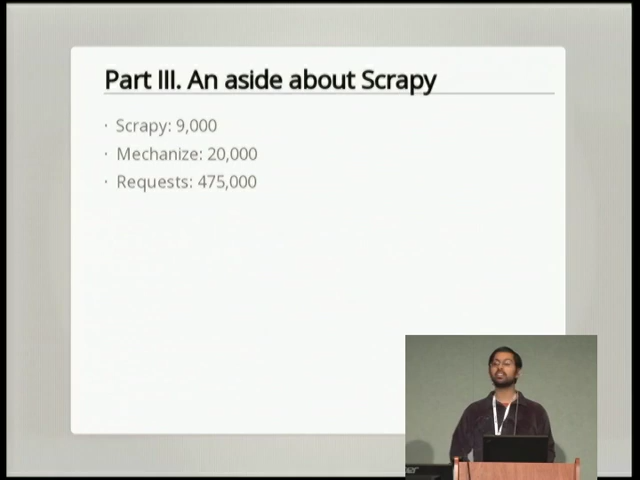 Part III. An aside about Scrapy
· Scrapy: 9,000
· Mechanize: 20,000
· Requests: 475,000